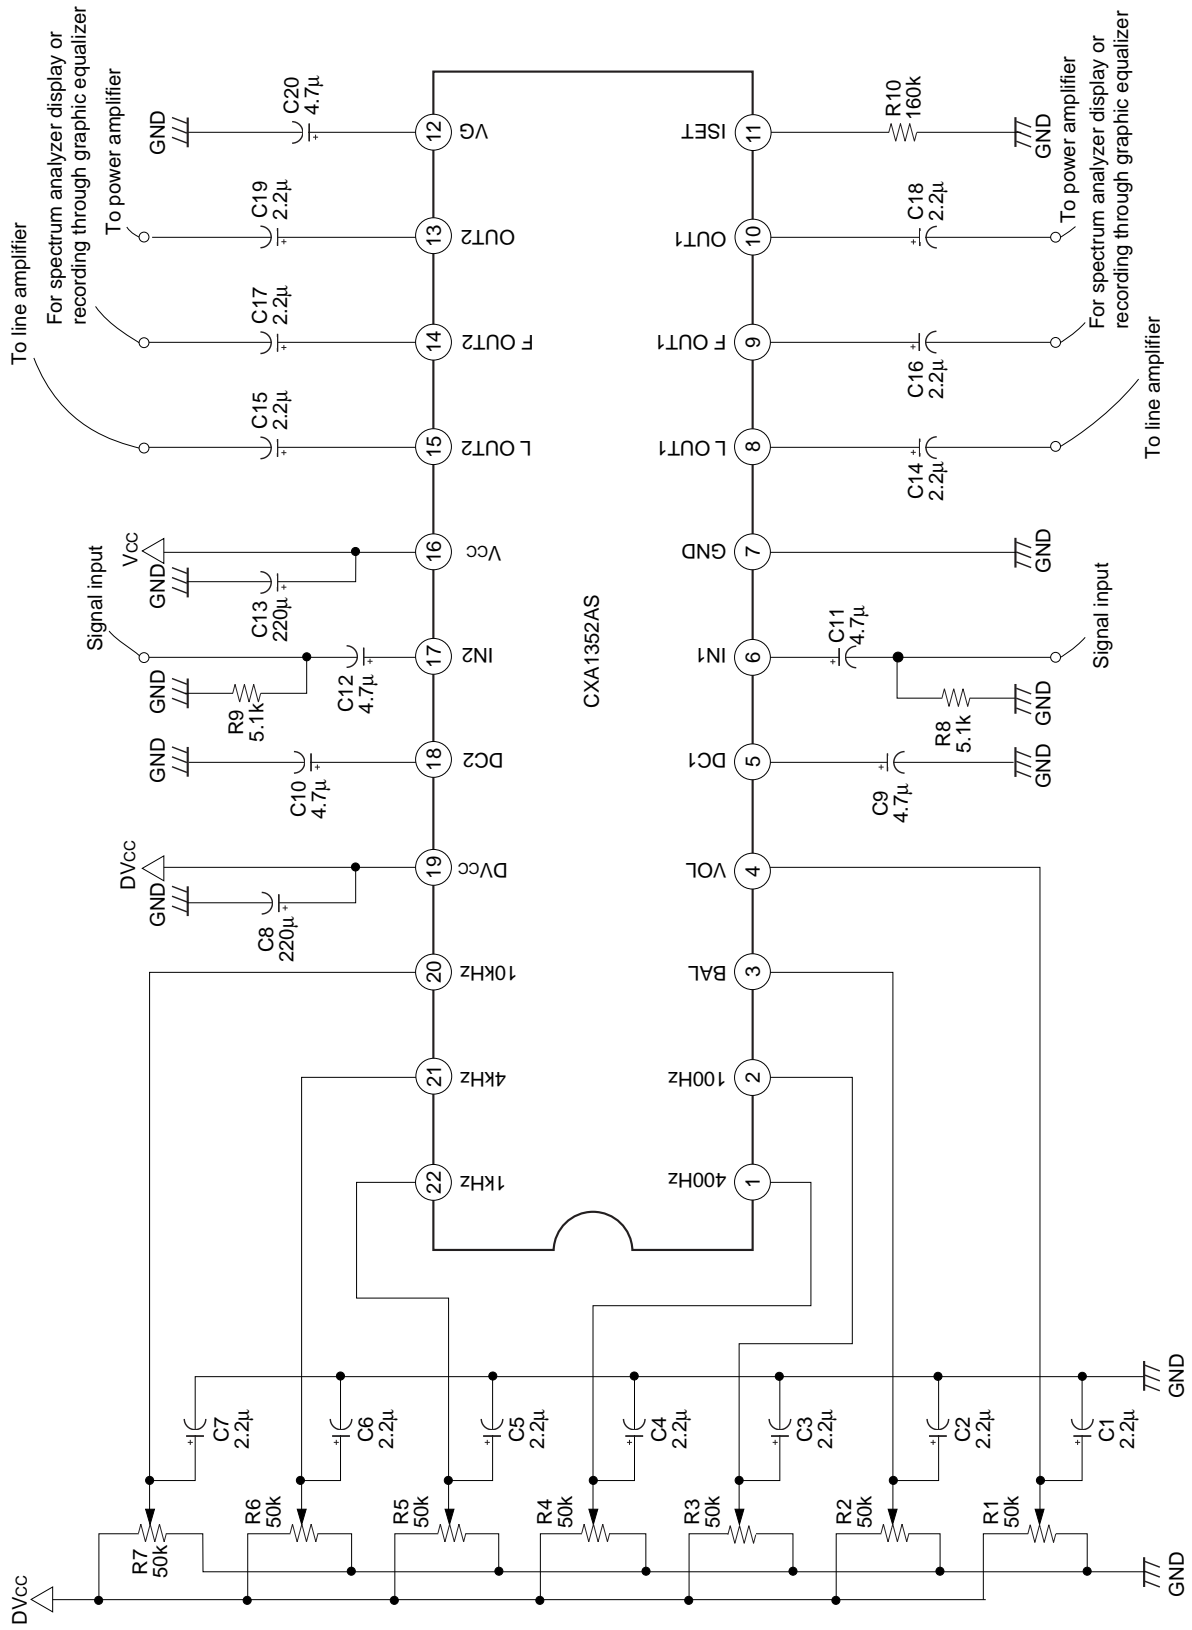 To line amplifier
For spectrum analyzer display or
recording through graphic equalizer
To power amplifier
GND
C20
4.7µ
12
VG
C19
2.2µ
13
OUT2
C17
2.2µ
14
F OUT2
C15
2.2µ
15
L OUT2
Vcc
GND
C13
220µ
16
Vcc
Signal input
GND
R9
5.1k
C12
4.7µ
17
IN2
GND
C10
4.7µ
18
DC2
DVcc
GND
C8
220µ
19
DVcc
20
10kHz
21
4kHz
22
1kHz
CXA1352AS
ISET
11
R10
160k
GND
OUT1
10
C18
2.2µ
To power amplifier
F OUT1
9
C16
2.2µ
For spectrum analyzer display or
recording through graphic equalizer
L OUT1
8
C14
2.2µ
To line amplifier
GND
7
GND
IN1
6
C11
4.7µ
Signal input
R8
5.1k
GND
DC1
5
C9
4.7µ
GND
VOL
4
BAL
3
100Hz
2
400Hz
1
C7
2.2µ
C6
2.2µ
C5
2.2µ
C4
2.2µ
C3
2.2µ
C2
2.2µ
C1
2.2µ
GND
R7
50k
R6
50k
R5
50k
R4
50k
R3
50k
R2
50k
R1
50k
DVcc
GND